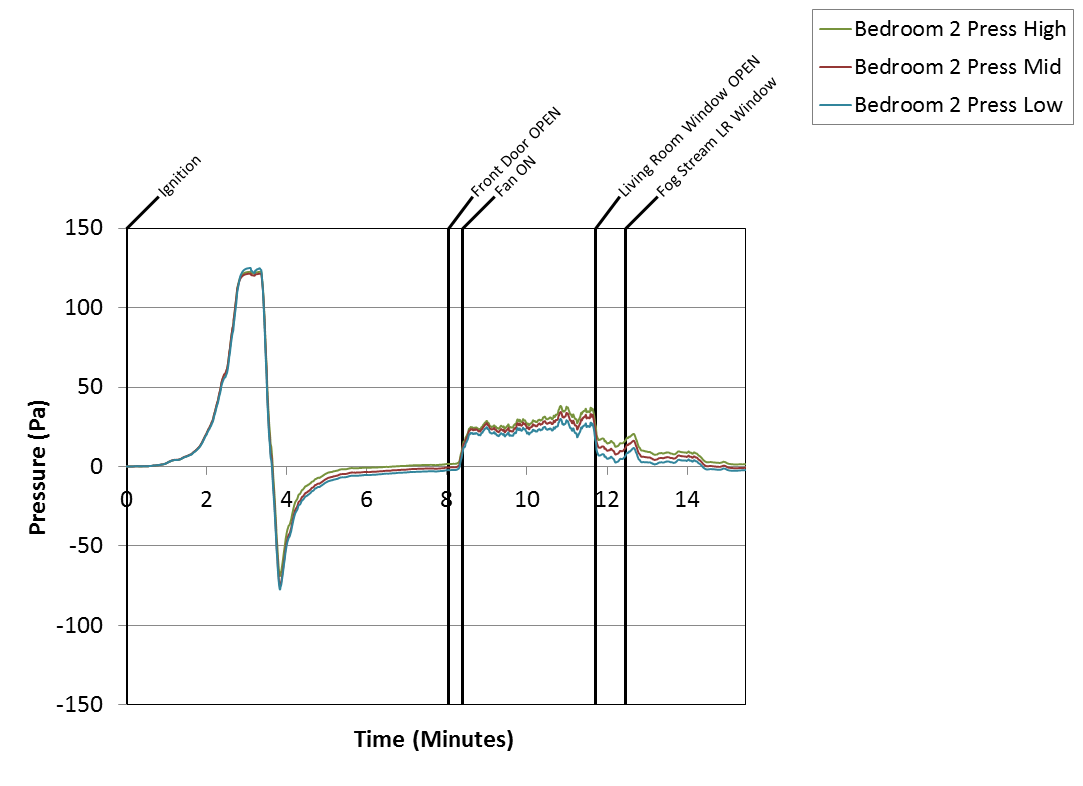 Bedroom 2 Press High
Bedroom 2 Press Mid
Bedroom 2 Press Low
Ignition
Front Door OPEN
Fan ON
Living Room Window OPEN
Fog Stream LR Window
150
100
50
0
-50
-100
-150
0 2 4 6 8 10 12 14
Pressure (Pa)
Time (Minutes)